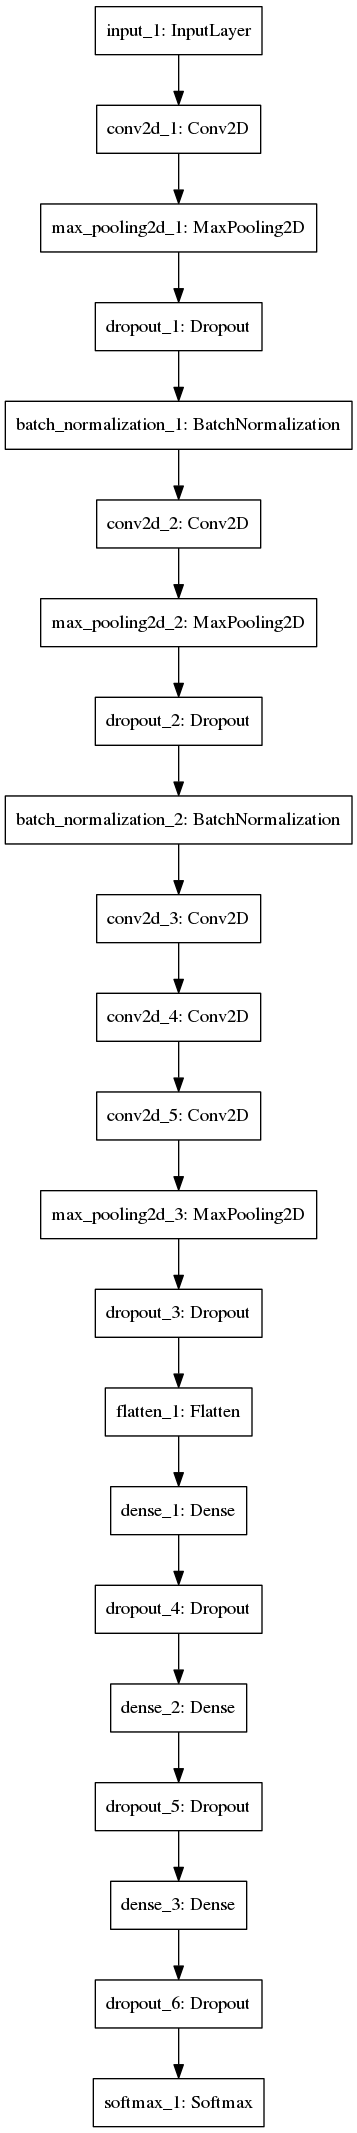 input_1: InputLayer
conv2d_1: Conv2D
max_pooling2d_1: MaxPooling2D
dropout_1: Dropout
batch_normalization_1: BatchNormalization
conv2d_2: Conv2D
max_pooling2d_2: MaxPooling2D
dropout_2: Dropout
batch_normalization_2: BatchNormalization
conv2d_3: Conv2D
conv2d_4: Conv2D
conv2d_5: Conv2D
max_pooling2d_3: MaxPooling2D
dropout_3: Dropout
flatten_1: Flatten
dense_1: Dense
dropout_4: Dropout
dense_2: Dense
dropout_5: Dropout
dense_3: Dense
dropout_6: Dropout
softmax_1: Softmax